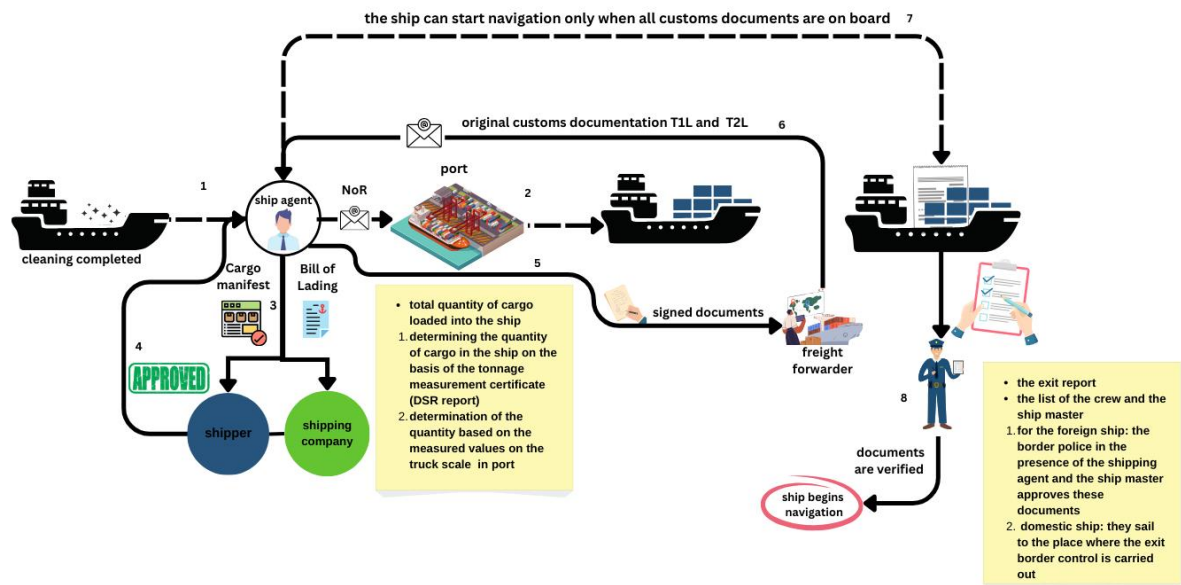 the ship can start navigation only when all customs documents are on board 7
original customs documentation T1L and T2L 6
1
ship agent
NoR
port
2
cleaning completed
Cargo
manifest
Bill of
Lading
3
4
APPROVED
shipper
shipping
company
5
signed documents
freight
forwarder
• total quantity of cargo
loaded into the ship
1. determining the quantity
of cargo in the ship on the
basis of the tonnage
measurement certificate
(DSR report)
2. determination of the
quantity based on the
measured values on the
truck scale in port
8
documents
are verified
ship begins
navigation
• the exit report
• the list of the crew and the
ship master
1. for the foreign ship: the
border police in the
presence of the shipping
agent and the ship master
approves these
documents
2. domestic ship: they sail
to the place where the exit
border control is carried
out